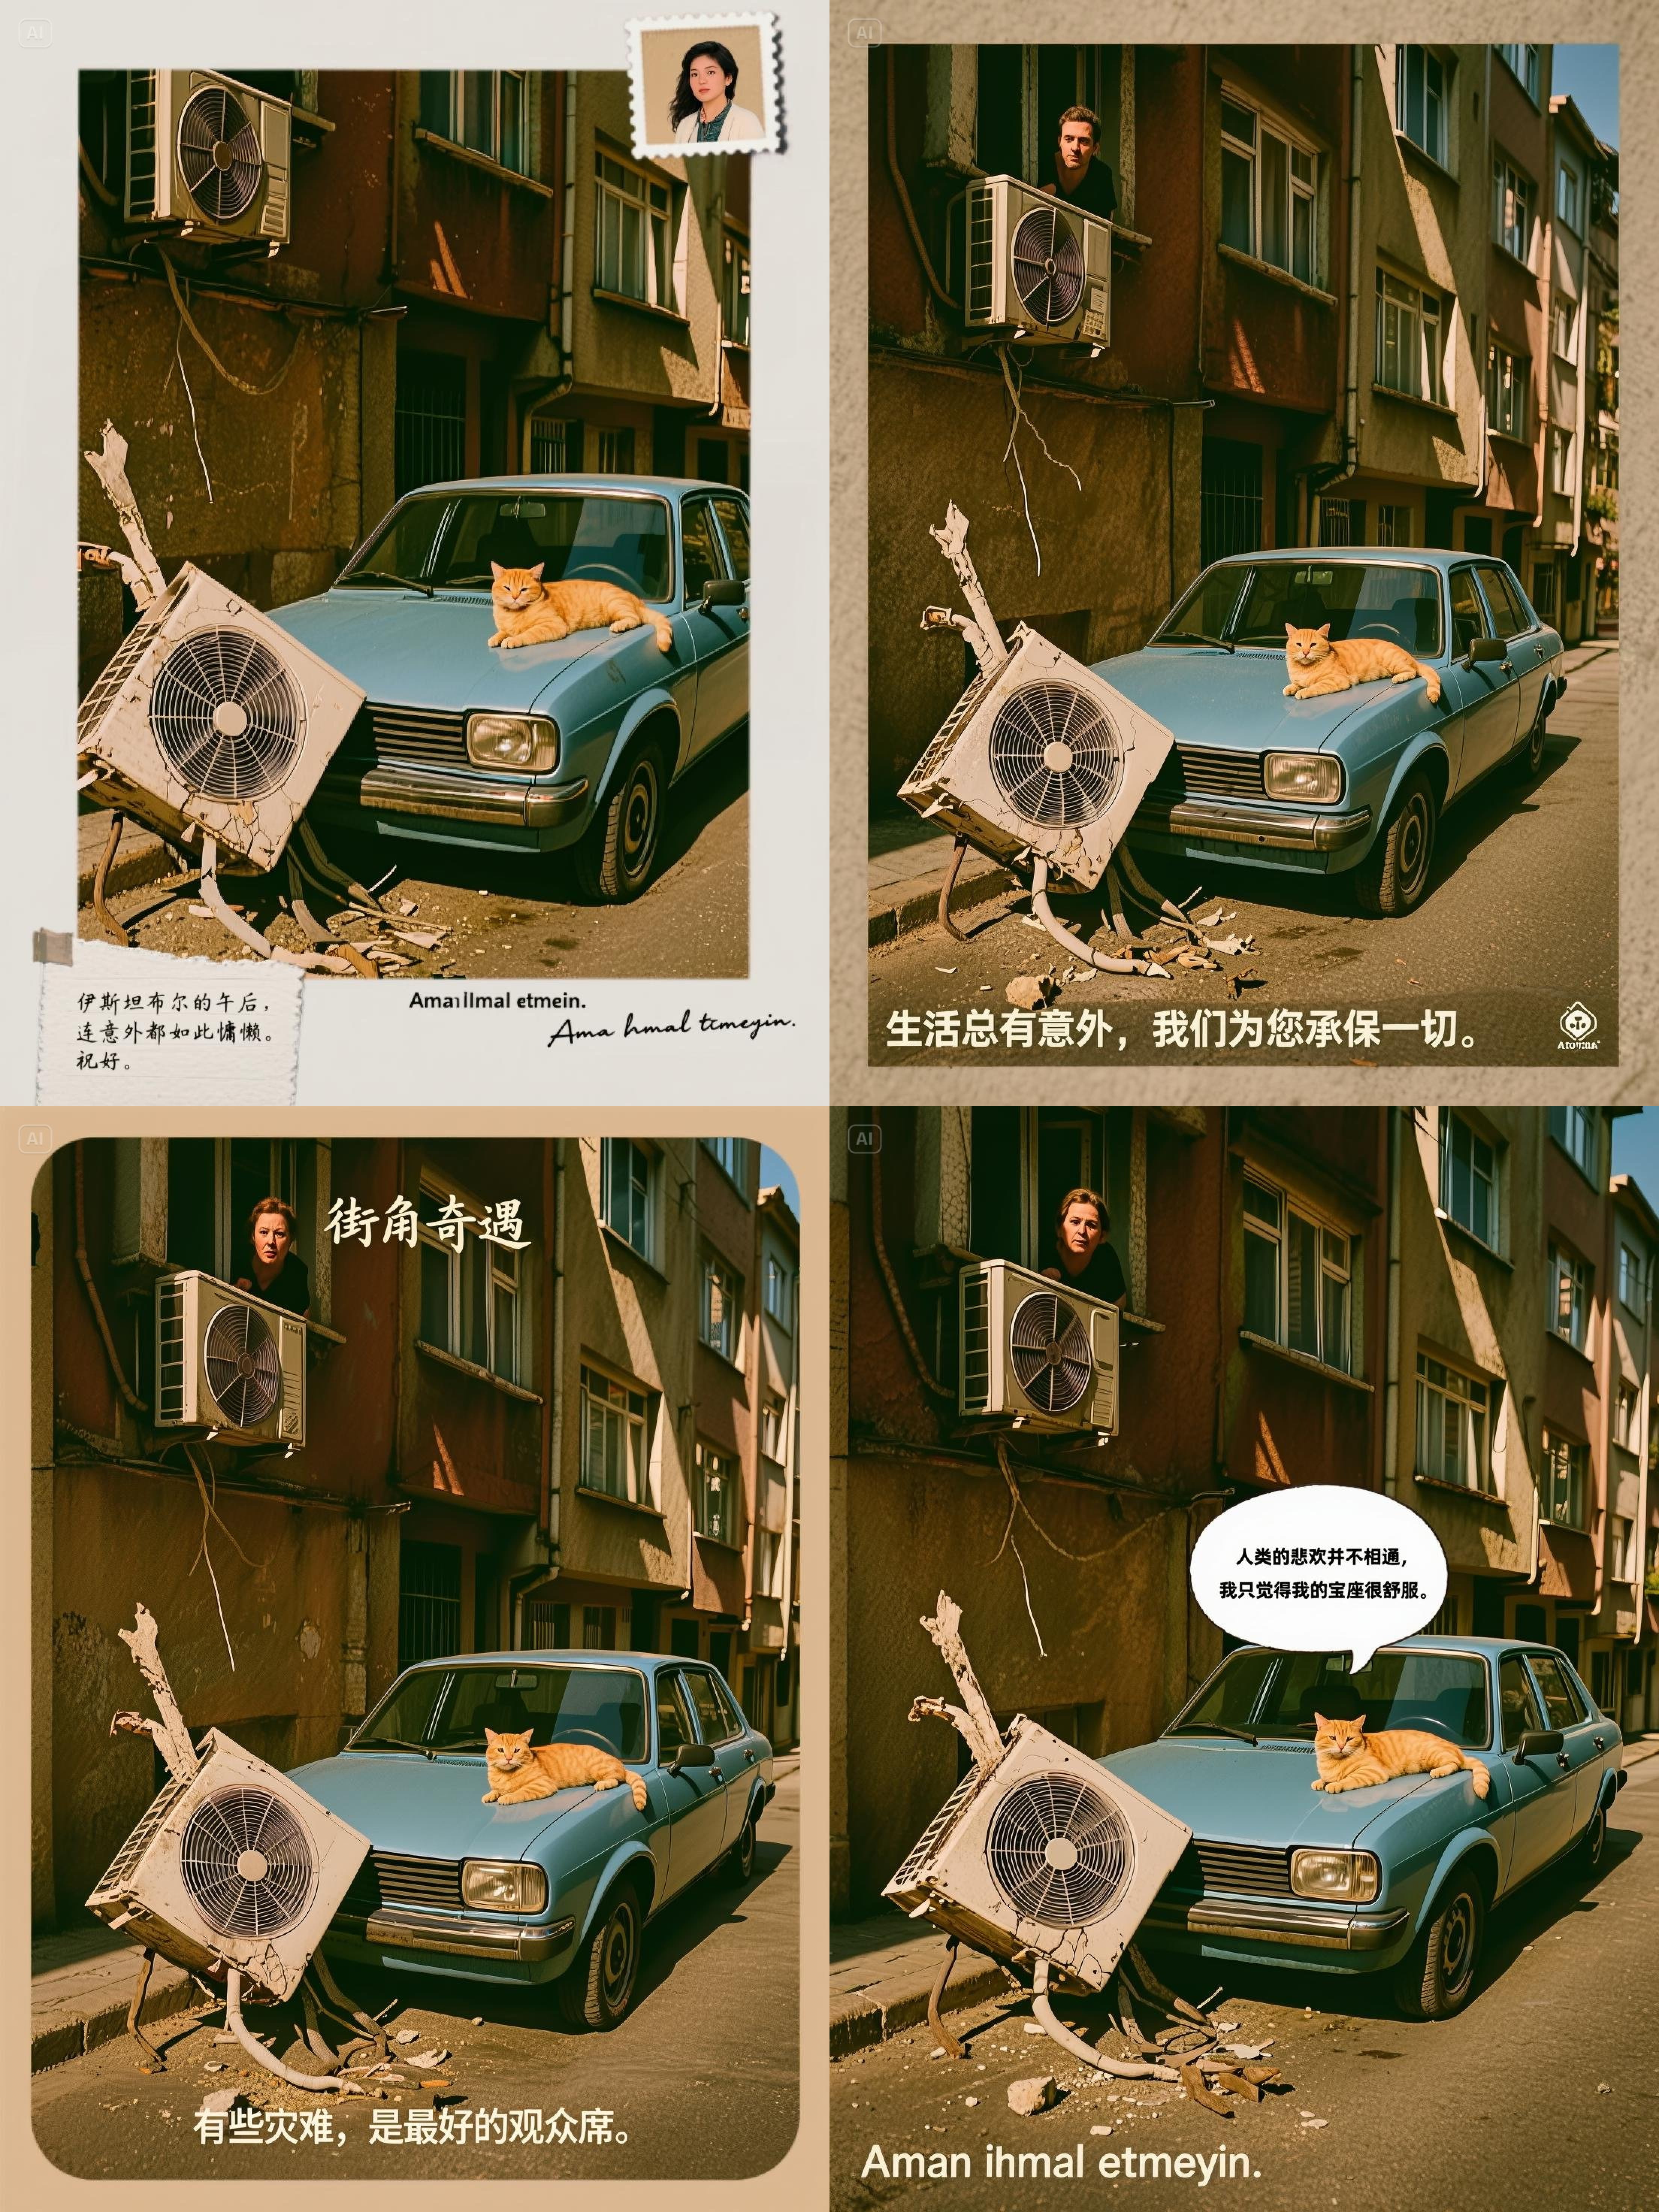 AI
AI
伊斯坦布尔的午后，
连意外都如此慵懒。
祝好。
Ama hmal tcmeyin.
生活总有意外，我们为您承保一切。
AI
街角奇遇
有些灾难，是最好的观众席。
AI
人类的悲欢并不相通，
我只觉得我的宝座很舒服。
Aman ihmal etmeyin.